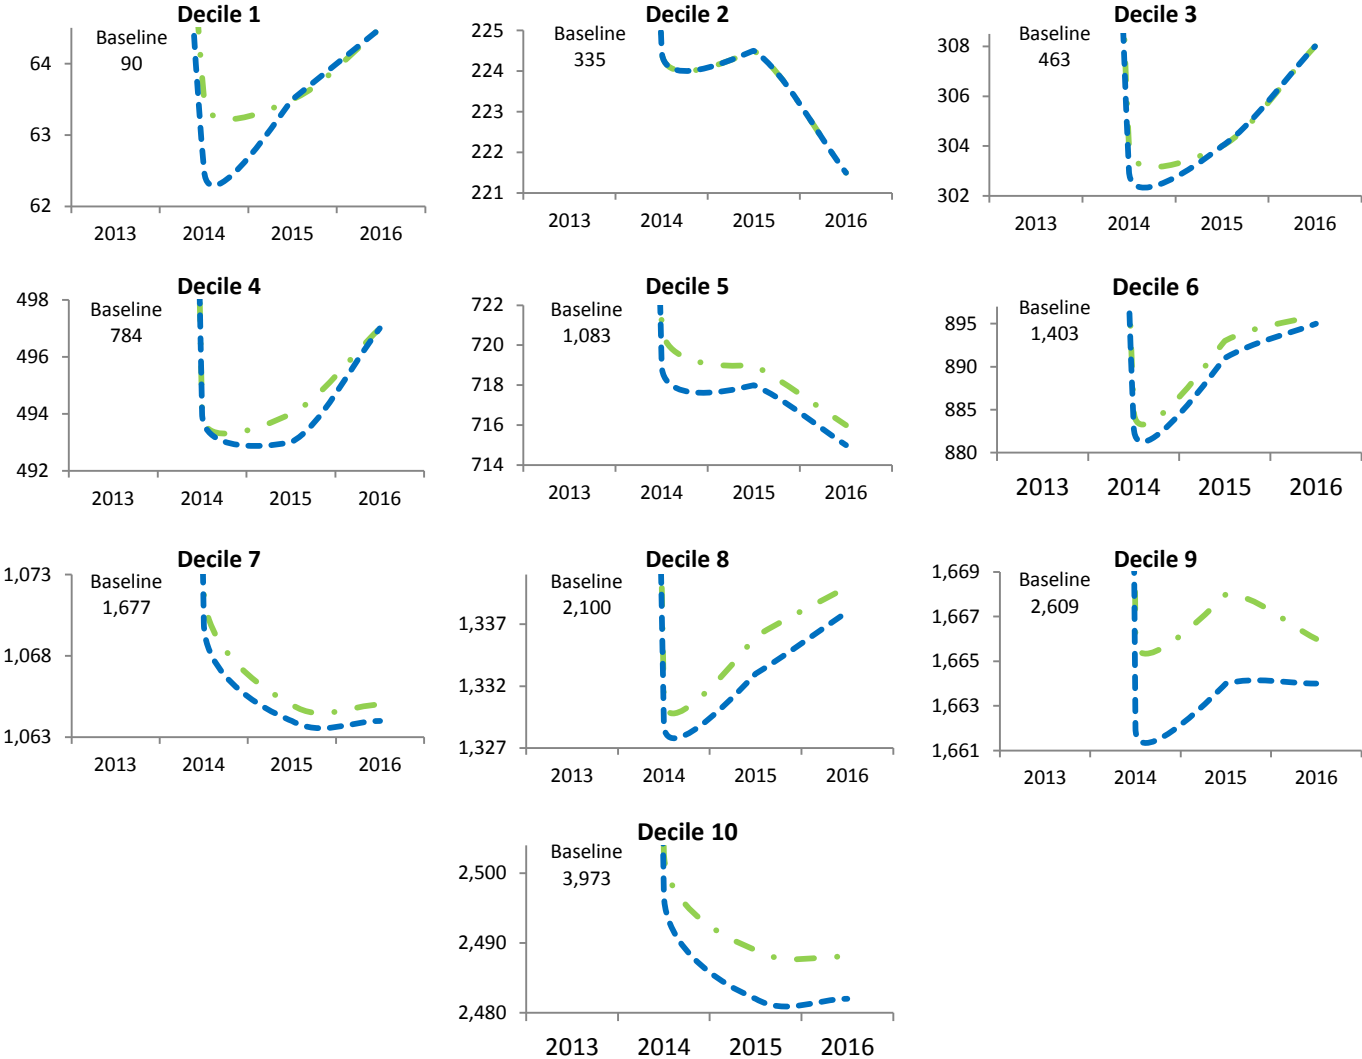 Decile 1
Baseline
90
64
63
62
2013 2014 2015 2016
Decile 2
Baseline
335
225
224
223
222
221
2013 2014 2015 2016
Decile 3
Baseline
463
308
306
304
302
2013 2014 2015 2016
Decile 4
Baseline
784
498
496
494
492
2013 2014 2015 2016
Decile 5
Baseline
1,083
722
720
718
716
714
2013 2014 2015 2016
Decile 6
Baseline
1,403
895
890
885
880
2013 2014 2015 2016
Decile 7
Baseline
1,677
1,073
1,068
1,063
2013 2014 2015 2016
Decile 8
Baseline
2,100
1,337
1,332
1,327
2013 2014 2015 2016
Decile 9
Baseline
2,609
1,669
1,667
1,665
1,663
1,661
2013 2014 2015 2016
Decile 10
Baseline
3,973
2,500
2,490
2,480
2013 2014 2015 2016